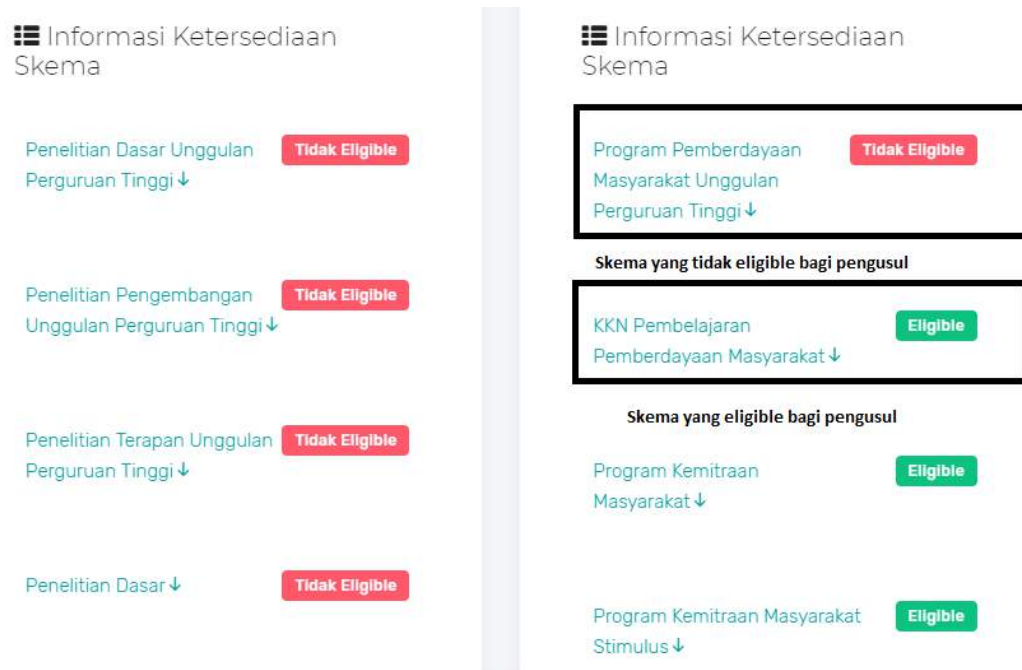 Informasi Ketersediaan
Skema
Penelitian Dasar Unggulan
Perguruan Tinggi ↓
Tidak Eligible
Penelitian Pengembangan
Unggulan Perguruan Tinggi ↓
Tidak Eligible
Penelitian Terapan Unggulan
Perguruan Tinggi ↓
Tidak Eligible
Penelitian Dasar ↓
Tidak Eligible
Informasi Ketersediaan
Skema
Program Pemberdayaan
Masyarakat Unggulan
Perguruan Tinggi ↓
Tidak Eligible
Skema yang tidak eligible bagi pengusul
KKN Pembelajaran
Pemberdayaan Masyarakat ↓
Eligible
Skema yang eligible bagi pengusul
Program Kemitraan
Masyarakat ↓
Eligible
Program Kemitraan Masyarakat
Stimulus ↓
Eligible